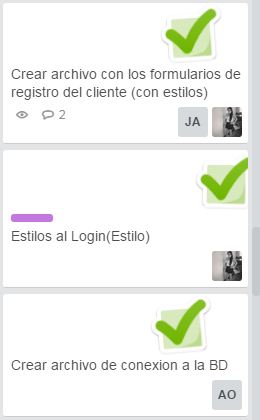 Crear archivo con los formularios de
registro del cliente (con estilos)
2
JA
Estilos al Login(Estilo)
Crear archivo de conexion a la BD
AO